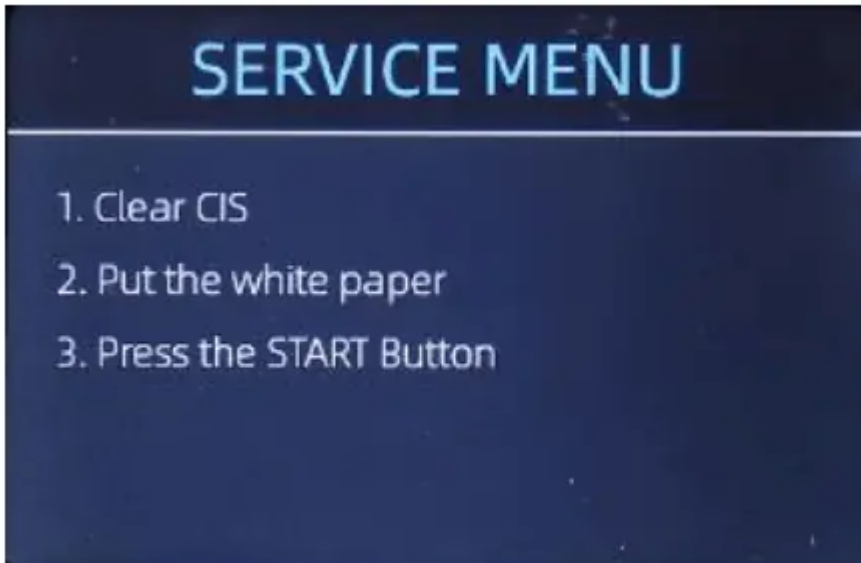 SERVICE MENU
1. Clear CIS
2. Put the white paper
3. Press the START Button